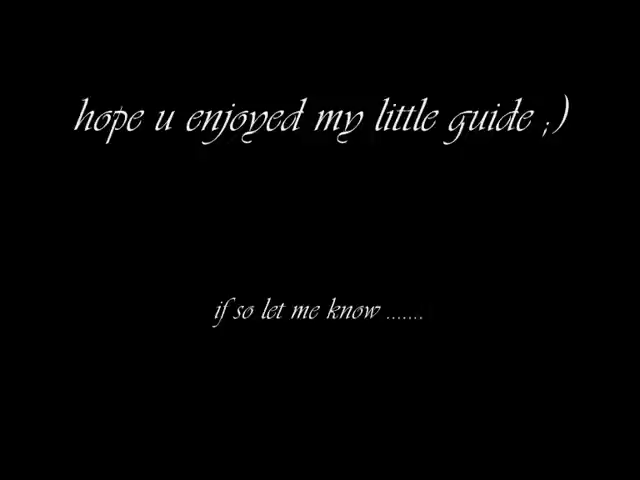 hope u enjoyed my little guide ;)
if so let me know .......